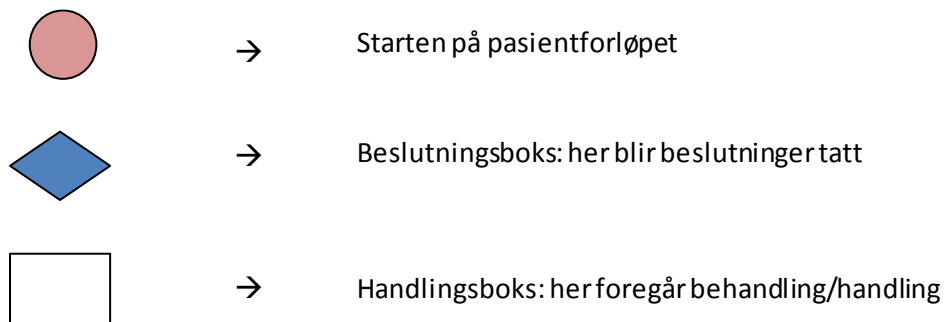 → Starten på pasientforløpet
→ Beslutningsboks: her blir beslutninger tatt
→ Handlingsboks: her foregår behandling/handling